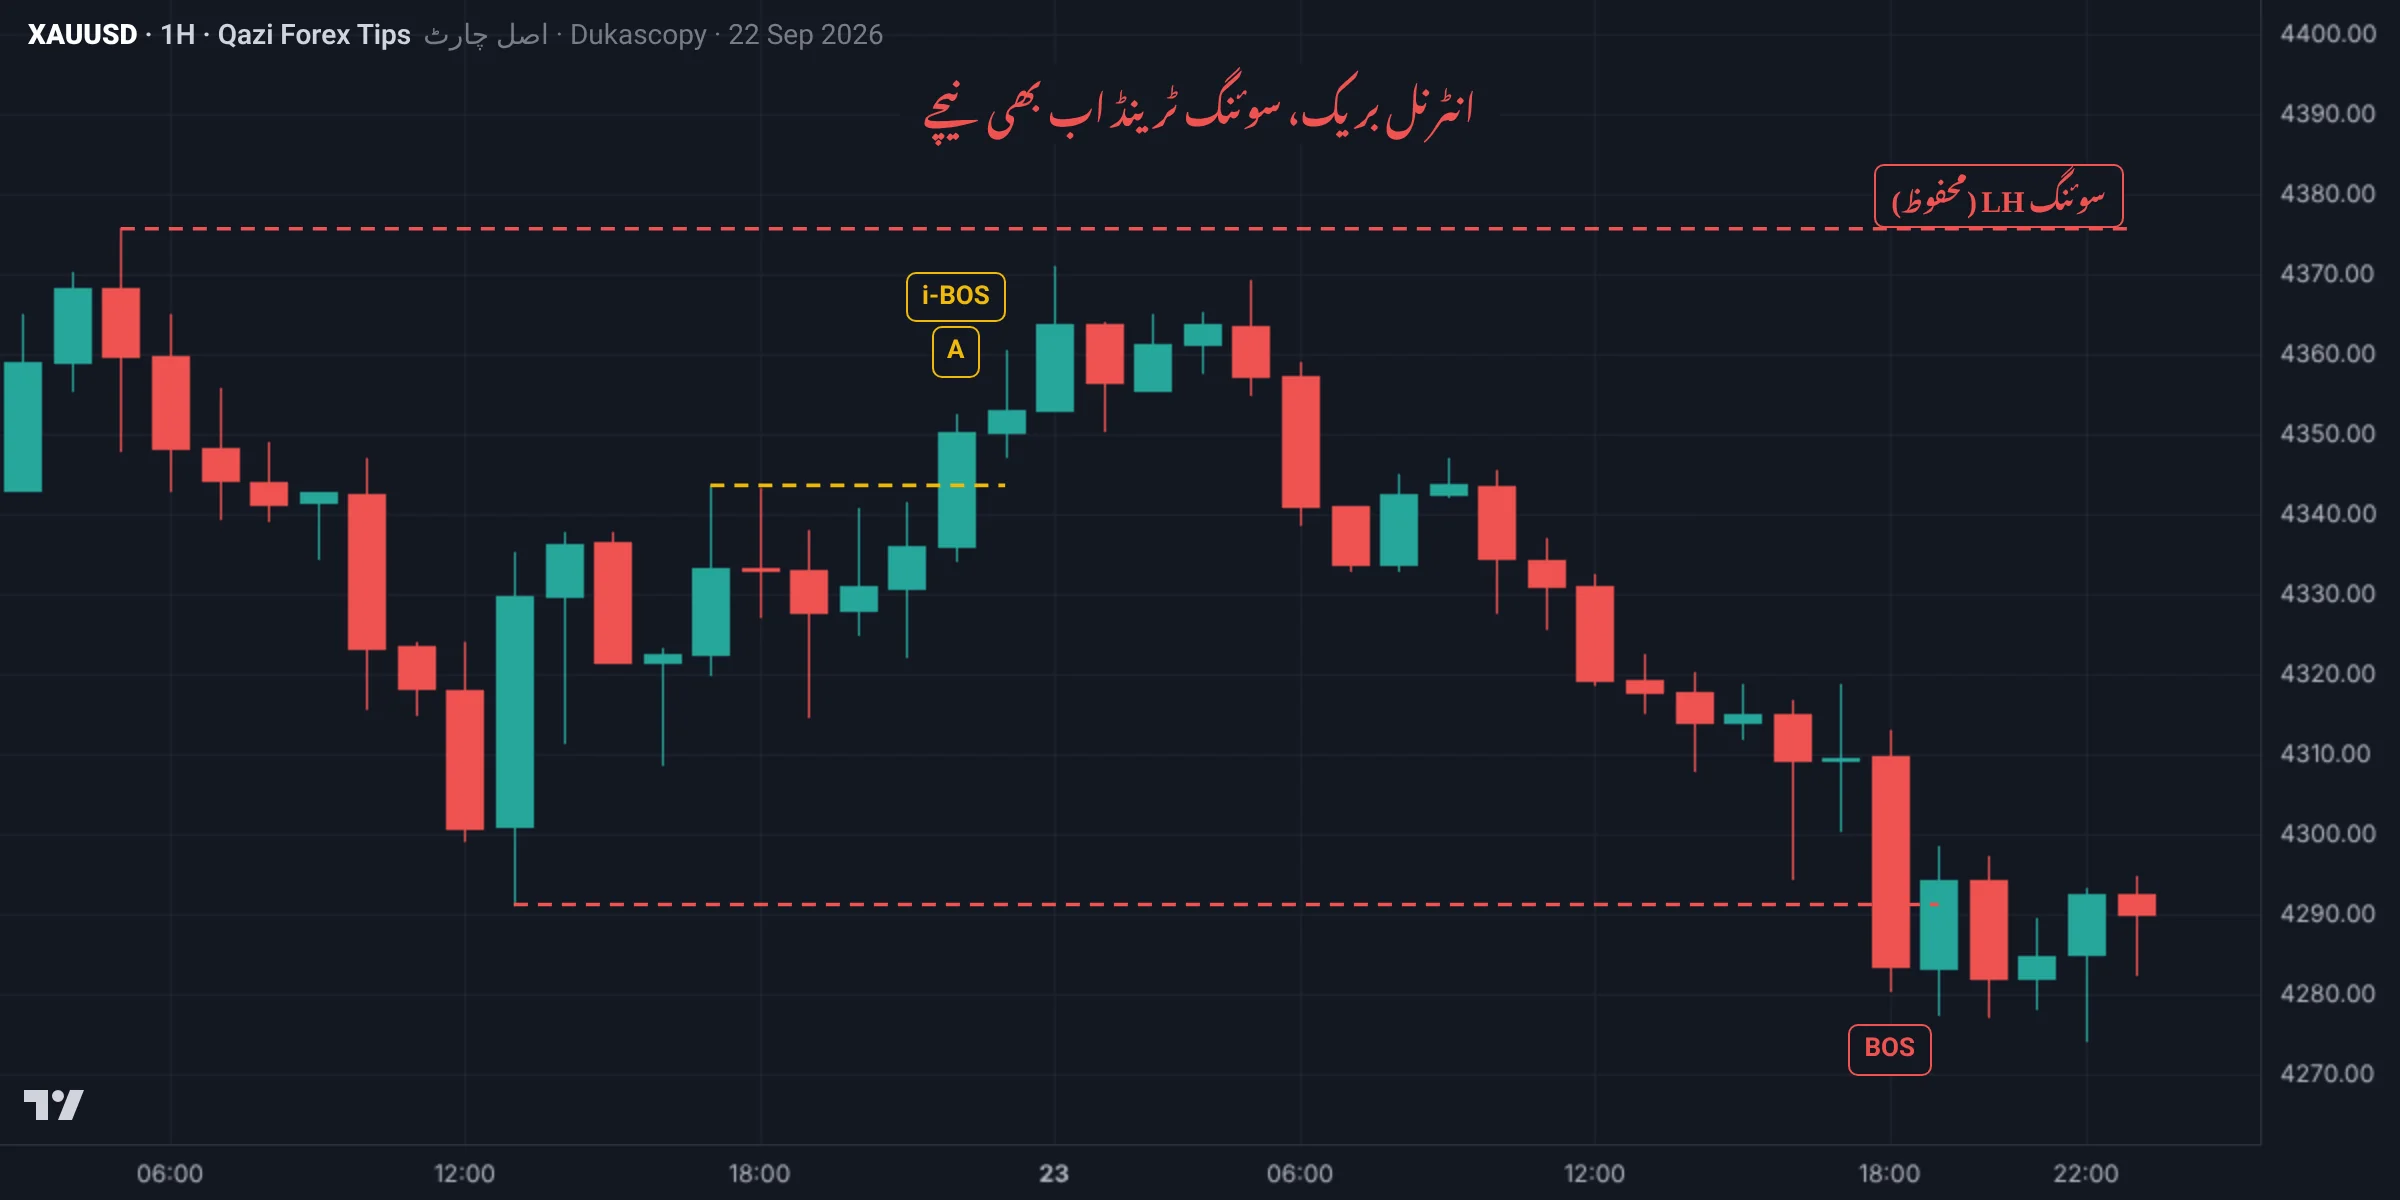 XAUUSD · 1H · Qazi Forex Tips اصل چارٹ · Dukascopy · 22 Sep 2026
انٹرنل بریک، سوئنگ ٹرینڈ اب بھی نیچے
سوئنگ LH (محفوظ)
i-BOS
A
BOS
4400.00
4390.00
4380.00
4370.00
4360.00
4350.00
4340.00
4330.00
4320.00
4310.00
4300.00
4290.00
4280.00
4270.00
06:00 12:00 18:00 23 06:00 12:00 18:00 22:00